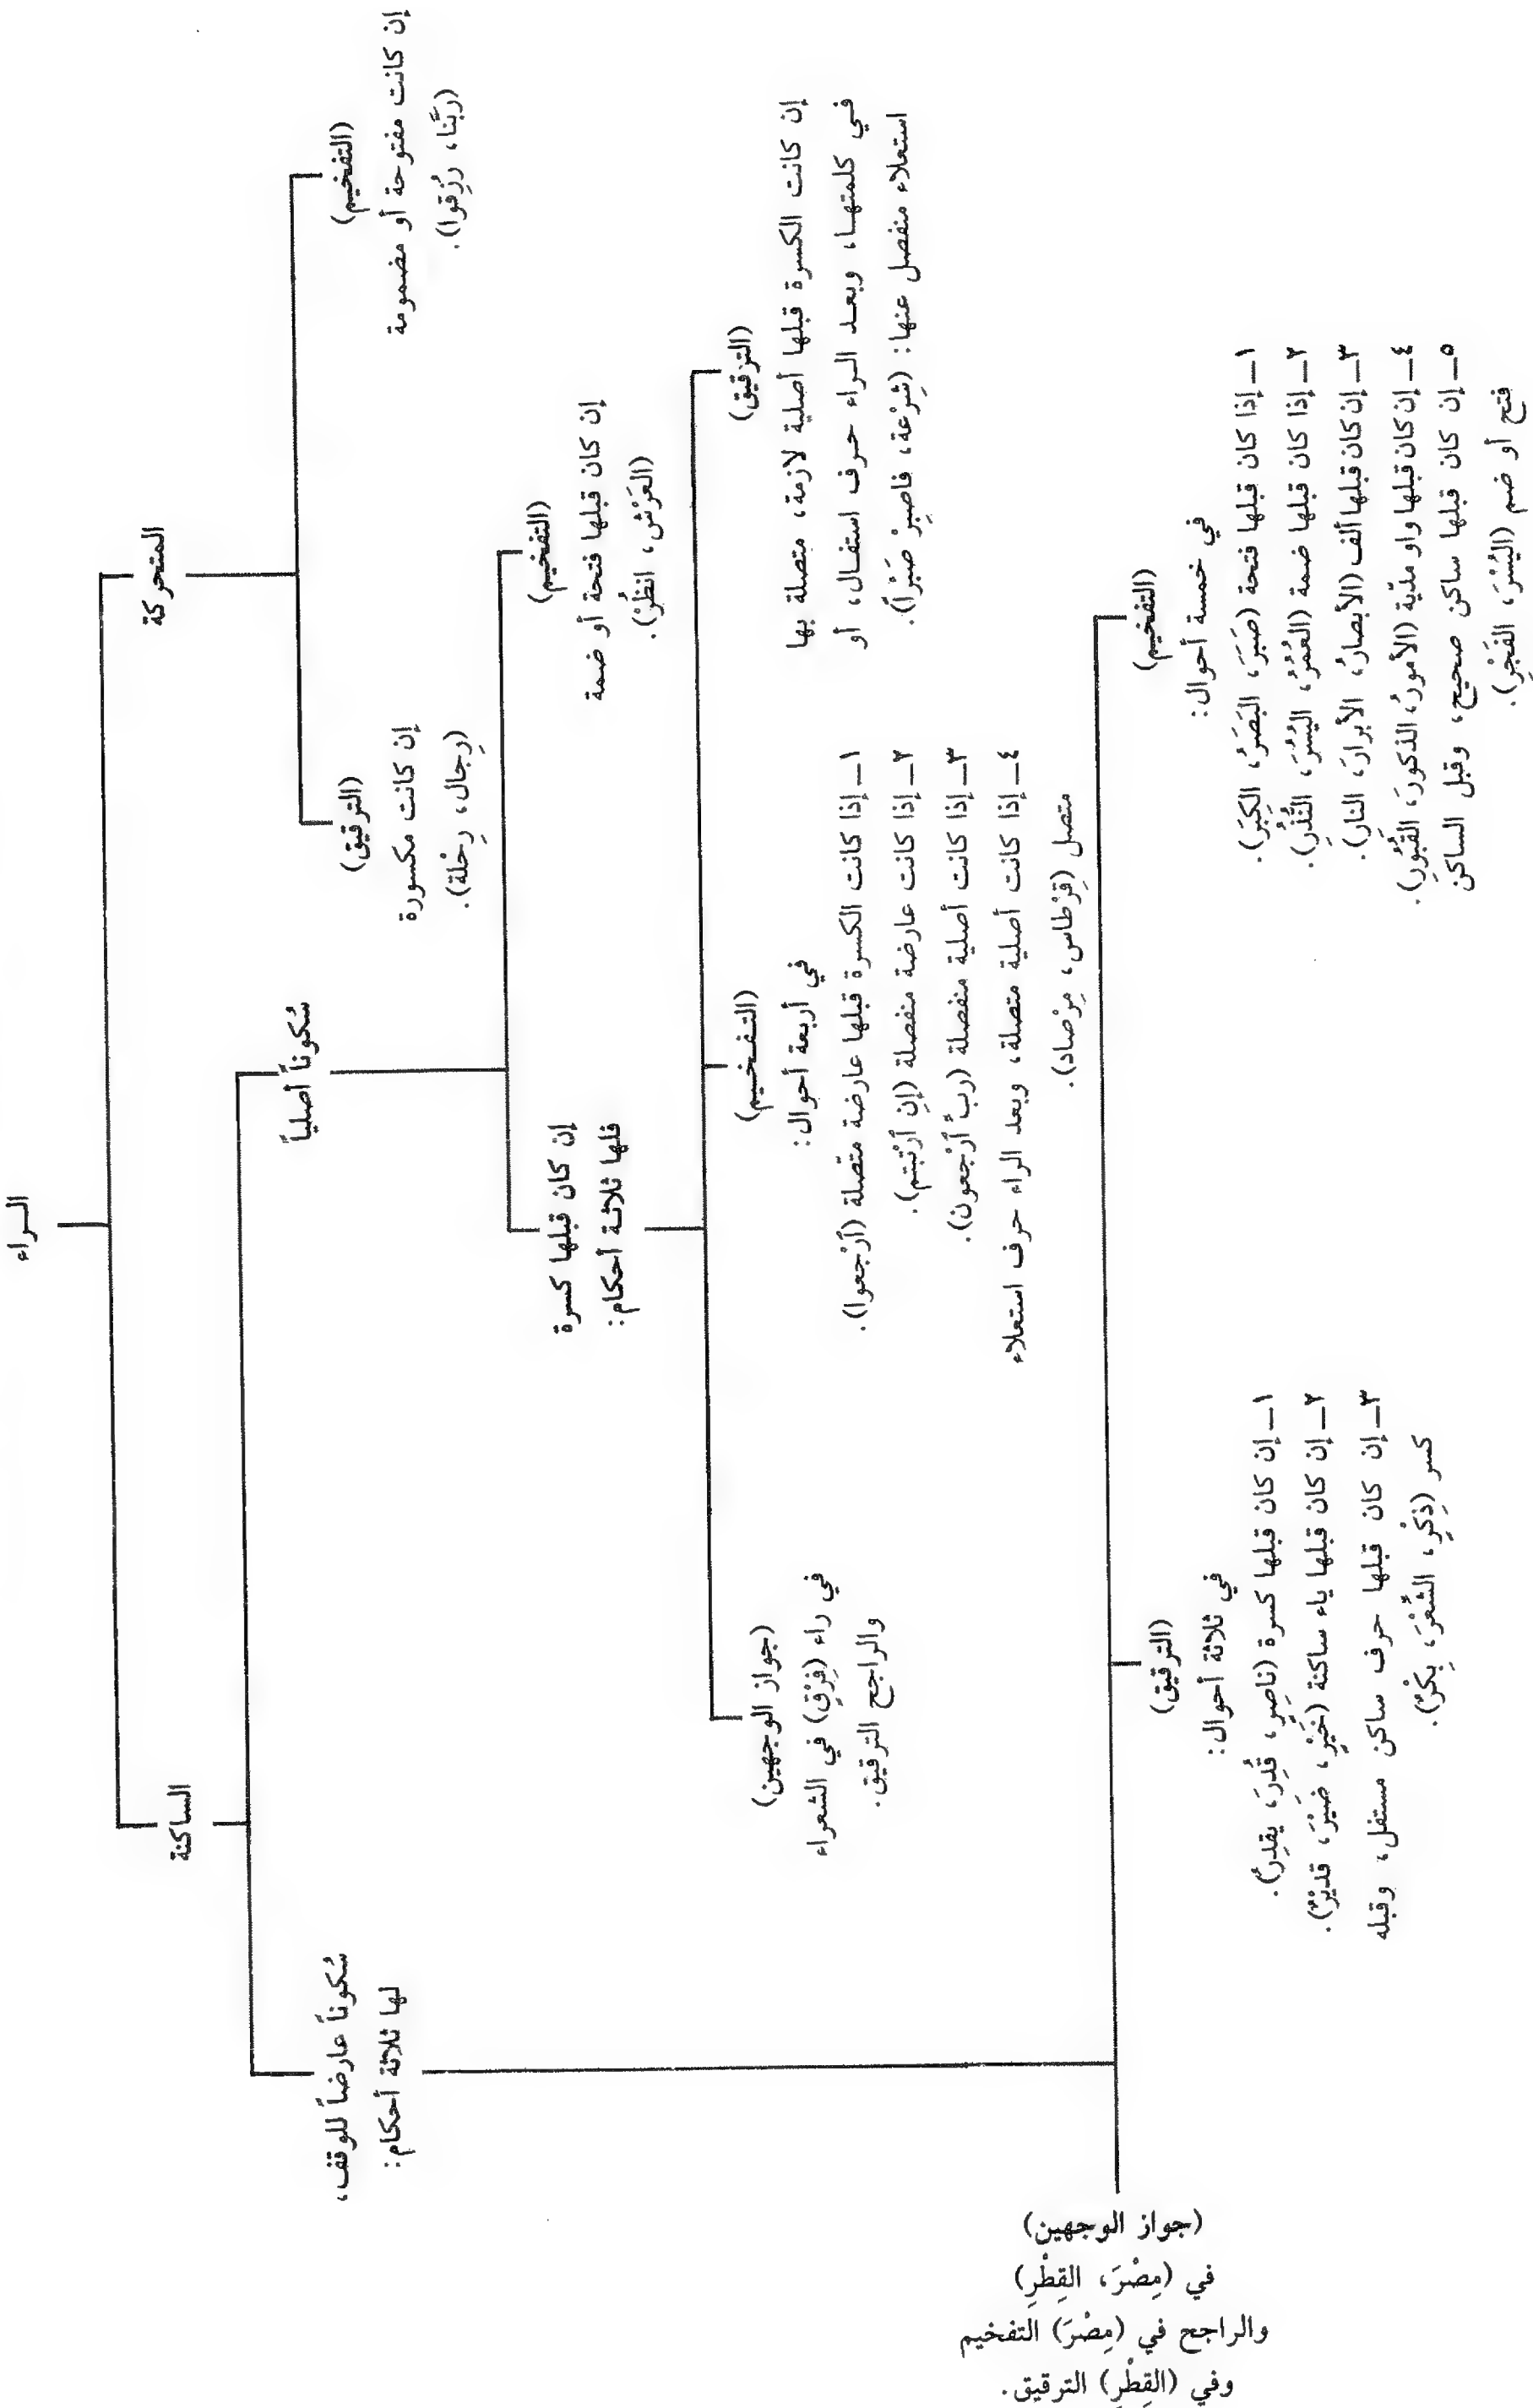 الراء
المتحركة
(التفخيم)
إن كانت مفتوحة أو مضمومة
(ربَّنا، رُزِقوا).
(الترقيق)
إن كانت مكسورة
(رِجال، رِحْلة).
الساكنة
سُكوناً أصلياً
(التفخيم)
إن كان قبلها فتحة أو ضمة
(العَرْش، انظُرْ).
إن كان قبلها كسرة
فلها ثلاثة أحكام:
(الترقيق)
إن كانت الكسرة قبلها أصلية لازمة، متصلة بها
في كلمتها، وبعد الراء حرف استفال، أو
استعلاء منفصل عنها: (شِرْعة، فاصبِرْ صَبْراً).
(التفخيم)
في أربعة أحوال:
١ـ إذا كانت الكسرة قبلها عارضة متصلة (أرْجعوا).
٢ـ إذا كانت عارضة منفصلة (إنِ أرْتبتم).
٣ـ إذا كانت أصلية منفصلة (ربِّ أرْجعون).
٤ـ إذا كانت أصلية متصلة، وبعد الراء حرف استعلاء
متصل (قِرْطاس، مِرْصاد).
(جواز الوجهين)
في راء (فِرْقٍ) في الشعراء
والراجح الترقيق.
سُكوناً عارضاً للوقف،
لها ثلاثة أحكام:
(التفخيم)
في خمسة أحوال:
١ـ إذا كان قبلها فتحة (صَبَرَ، البَصَرُ، الكِبَرِ).
٢ـ إذا كان قبلها ضمة (العُمُرُ، اليُسُرَ، النُّذُرِ).
٣ـ إن كان قبلها ألف (الأبصارُ، الأبرارَ، النارِ).
٤ـ إن كان قبلها واو مدّية (الأمورُ، الذكورَ، القُبُورِ).
٥ـ إن كان قبلها ساكن صحيح، وقبل الساكن
فتح أو ضم (اليُسْرَ، الفَجْرِ).
(الترقيق)
في ثلاثة أحوال:
١ـ إن كان قبلها كسرة (ناصِرٍ، قُدِرَ، يقدِرُ).
٢ـ إن كان قبلها ياء ساكنة (خَيْرٍ، ضَيْرَ، قديْرٌ).
٣ـ إن كان قبلها حرف ساكن مستفل، وقبله
كسر (ذِكْرٍ، الشِّعْرَ، بِكْرٌ).
(جواز الوجهين)
في (مِصْرَ، القِطْرِ)
والراجح في (مِصْرَ) التفخيم
وفي (القِطْرِ) الترقيق.